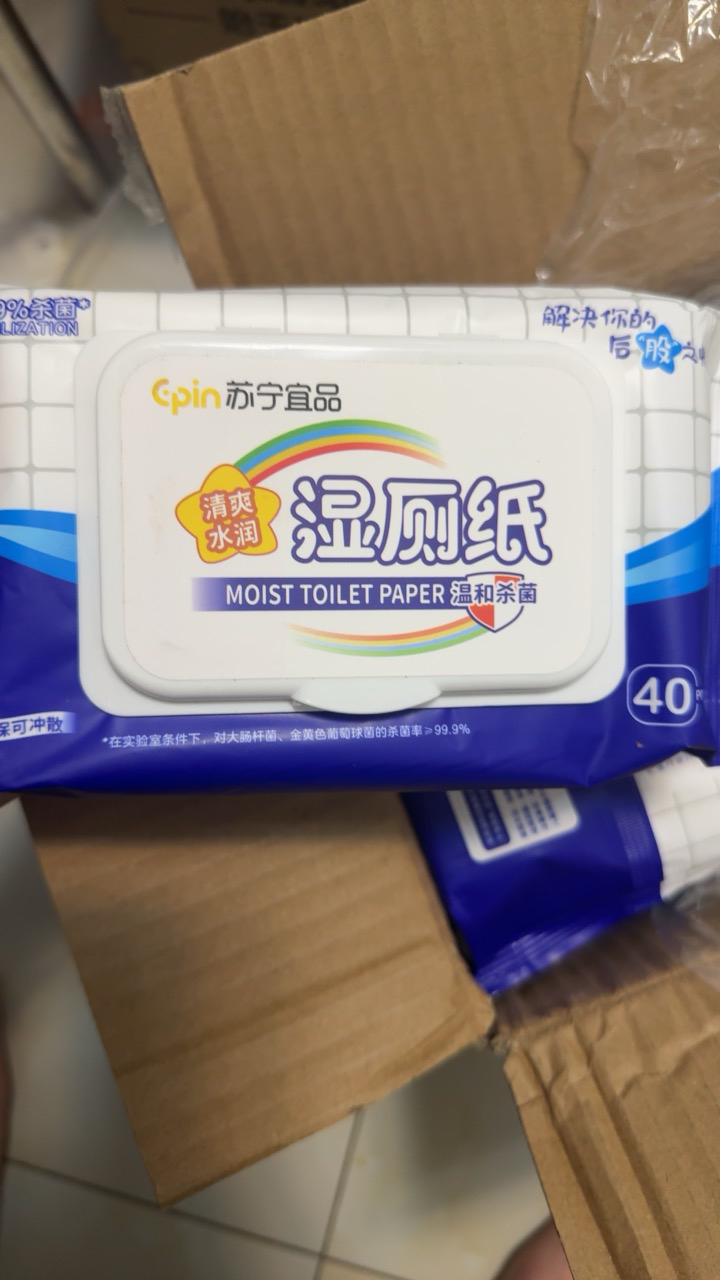 9%杀菌*
LIZATION
解决你的
后"股"之
Epin 苏宁宜品
清爽
水润
湿厕纸
MOIST TOILET PAPER 温和杀菌
40
保可冲散
*在实验室条件下，对大肠杆菌、金黄色葡萄球菌的杀菌率≥99.9%